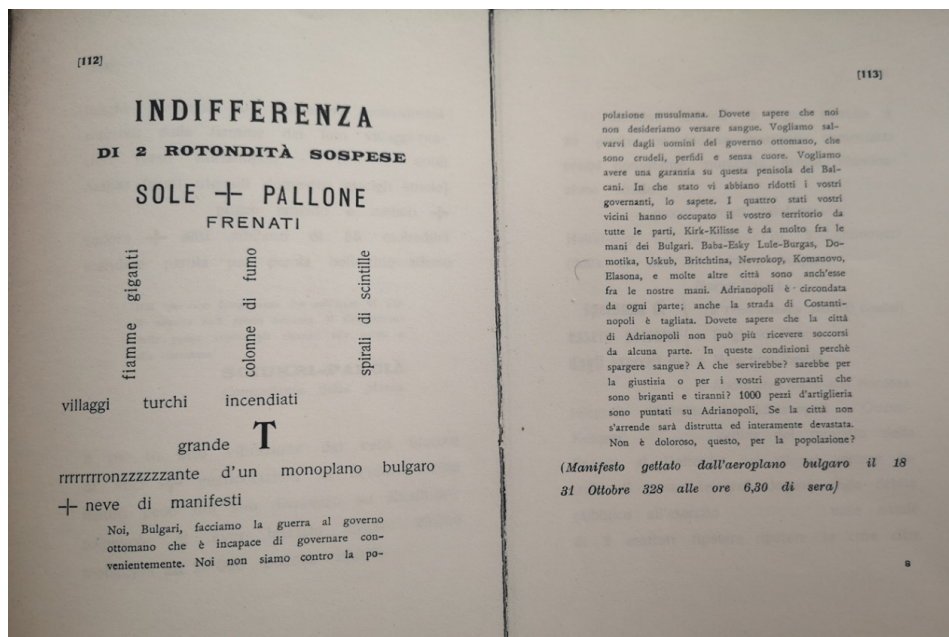 [112]
INDIFFERENZA
DI 2 ROTONDITÀ SOSPESE
SOLE + PALLONE
FRENATI
fiamme giganti
colonne di fumo
spirali di scintille
villaggi turchi incendiati
grande T
rrrrrrrronzzzzzzzante d'un monoplano bulgaro
+ neve di manifesti
Noi, Bulgari, facciamo la guerra al governo
ottomano che è incapace di governare con-
venientemente. Noi non siamo contro la po-
[113]
polazione musulmana. Dovete sapere che noi
non desideriamo versare sangue. Vogliamo sal-
varvi dagli uomini del governo ottomano, che
sono crudeli, perfidi e senza cuore. Vogliamo
avere una garanzia su questa penisola dei Bal-
cani. In che stato vi abbiano ridotti i vostri
governanti, lo sapete. I quattro stati vostri
vicini hanno occupato il vostro territorio da
tutte le parti, Kirk-Kilisse è da molto fra le
mani dei Bulgari. Baba-Esky Lule-Burgas, Do-
motika, Uskub, Britchtina, Nevrokop, Komanovo,
Elasona, e molte altre città sono anch'esse
fra le nostre mani. Adrianopoli è circondata
da ogni parte; anche la strada di Costanti-
nopoli è tagliata. Dovete sapere che la città
di Adrianopoli non può più ricevere soccorsi
da alcuna parte. In queste condizioni perchè
spargere sangue? A che servirebbe? sarebbe per
la giustizia o per i vostri governanti che
sono briganti e tiranni? 1000 pezzi d'artiglieria
sono puntati su Adrianopoli. Se la città non
s'arrende sarà distrutta ed interamente devastata.
Non è doloroso, questo, per la popolazione?
(Manifesto gettato dall'aeroplano bulgaro il 18
31 Ottobre 328 alle ore 6,30 di sera)
8